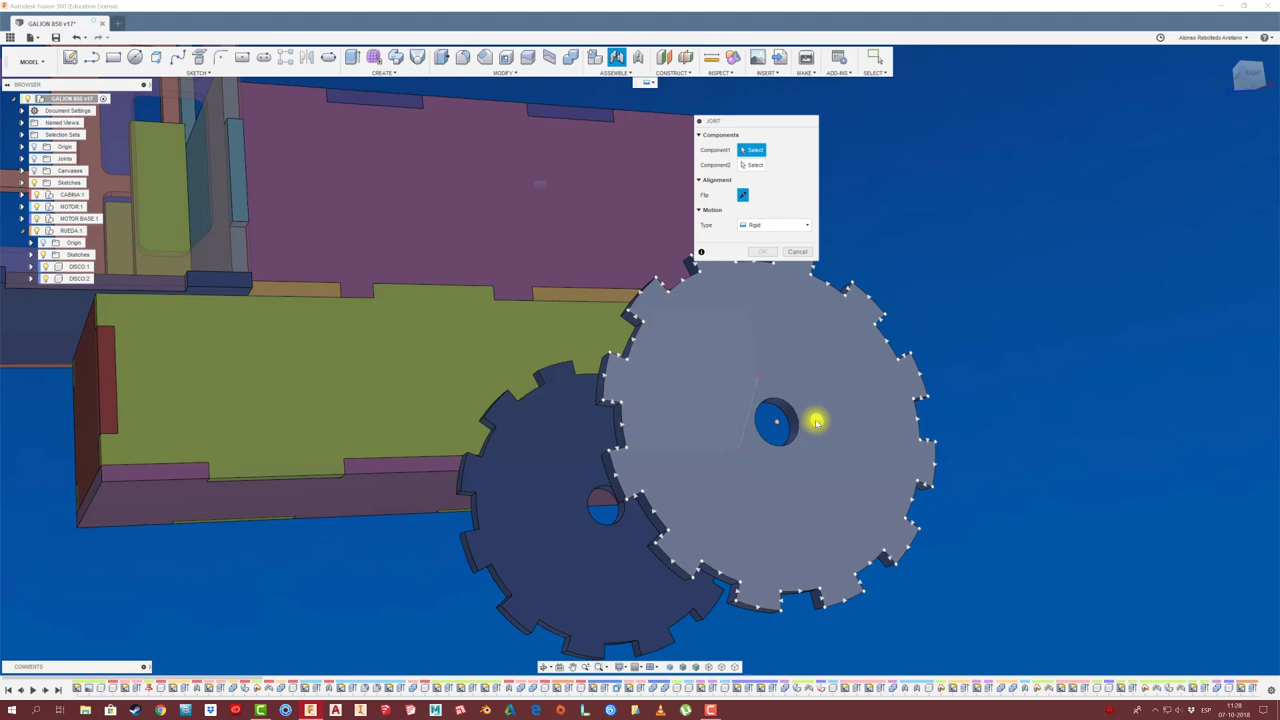 Autodesk Fusion 360 (Education License)
GALION 850 v17*
Alonso Rebolledo Arellano
MODEL
SKETCH
CREATE
MODIFY
ASSEMBLE
CONSTRUCT
INSPECT
INSERT
MAKE
ADD-INS
SELECT
BROWSER
GALION 850 v17
Document Settings
Named Views
Selection Sets
Origin
Joints
Canvases
Sketches
CABINA:1
MOTOR:1
MOTOR BASE:1
RUEDA:1
Origin
Sketches
DISCO:1
DISCO:2
JOINT
Components
Component1 Select
Component2 Select
Alignment
Flip
Motion
Type Rigid
OK Cancel
RIGHT
COMMENTS
ESP
11:28
07-10-2018